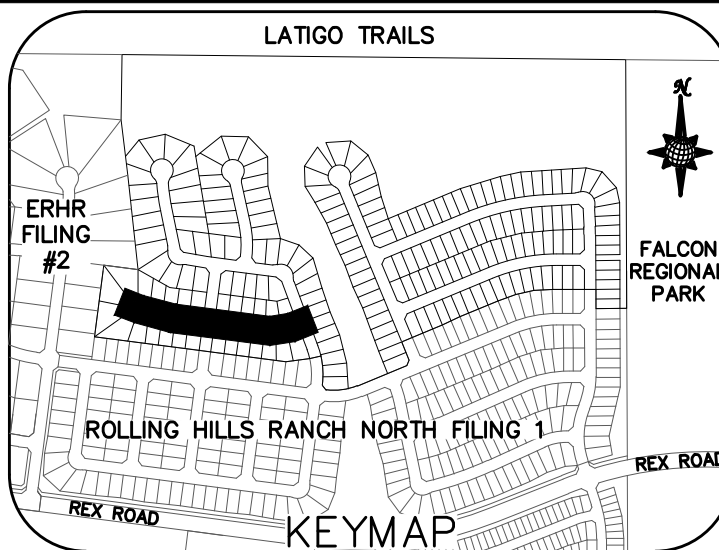 LATIGO TRAILS
N
ERHR
FILING
#2
FALCON
REGIONAL
PARK
ROLLING HILLS RANCH NORTH FILING 1
REX ROAD
REX ROAD
KEYMAP